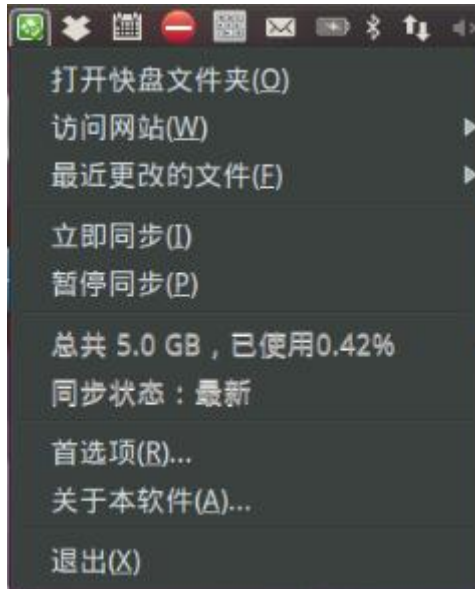 打开快盘文件夹(O)
访问网站(W)
最近更改的文件(F)
立即同步(I)
暂停同步(P)
总共 5.0 GB，已使用0.42%
同步状态：最新
首选项(R)...
关于本软件(A)...
退出(X)